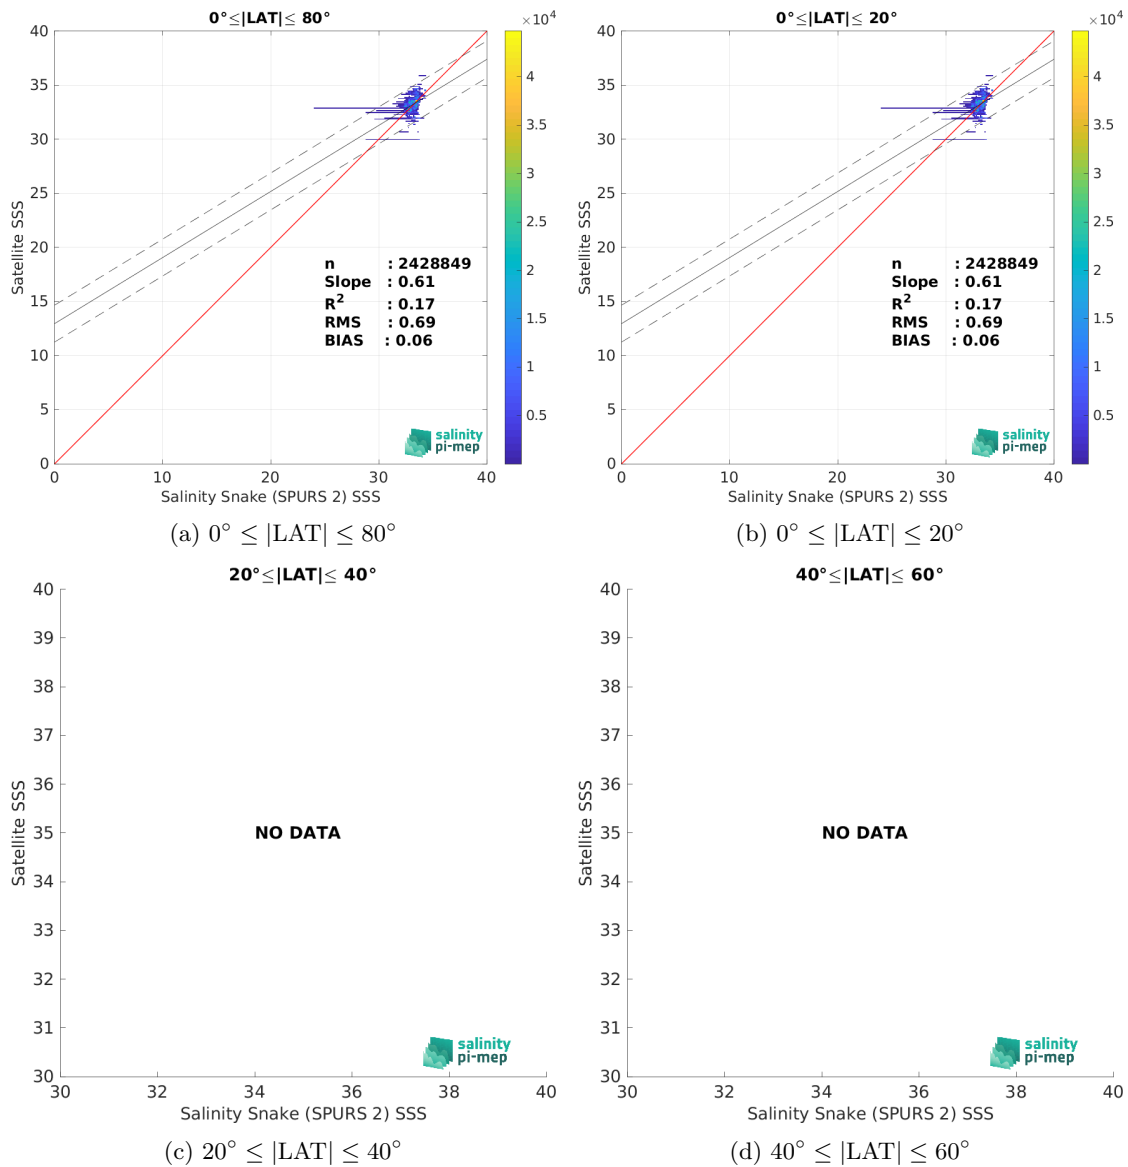 0°≤|LAT|≤ 80°
×10⁴
40
35
30
25
20
15
10
5
0
0 10 20 30 40
4
3.5
3
2.5
2
1.5
1
0.5
Satellite SSS
Salinity Snake (SPURS 2) SSS
n : 2428849
Slope : 0.61
R² : 0.17
RMS : 0.69
BIAS : 0.06
salinity
pi-mep
(a) 0° ≤ |LAT| ≤ 80°
0°≤|LAT|≤ 20°
×10⁴
40
35
30
25
20
15
10
5
0
0 10 20 30 40
4
3.5
3
2.5
2
1.5
1
0.5
Satellite SSS
Salinity Snake (SPURS 2) SSS
n : 2428849
Slope : 0.61
R² : 0.17
RMS : 0.69
BIAS : 0.06
salinity
pi-mep
(b) 0° ≤ |LAT| ≤ 20°
20°≤|LAT|≤ 40°
40
39
38
37
36
35
34
33
32
31
30
30 32 34 36 38 40
Satellite SSS
NO DATA
salinity
pi-mep
Salinity Snake (SPURS 2) SSS
(c) 20° ≤ |LAT| ≤ 40°
40°≤|LAT|≤ 60°
40
39
38
37
36
35
34
33
32
31
30
30 32 34 36 38 40
Satellite SSS
NO DATA
salinity
pi-mep
Salinity Snake (SPURS 2) SSS
(d) 40° ≤ |LAT| ≤ 60°